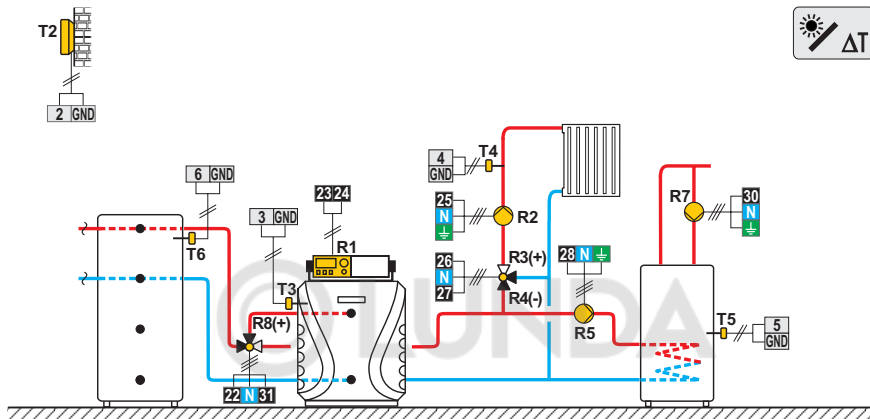 T2
2 GND
ΔT
6 GND
T6
3 GND
T3
23 24
R1
R8(+)
22 N 31
4
GND
T4
25
N
R2
26
N
27
R3(+)
R4(-)
28 N
R5
R7
30
N
T5
5
GND
LUNDA